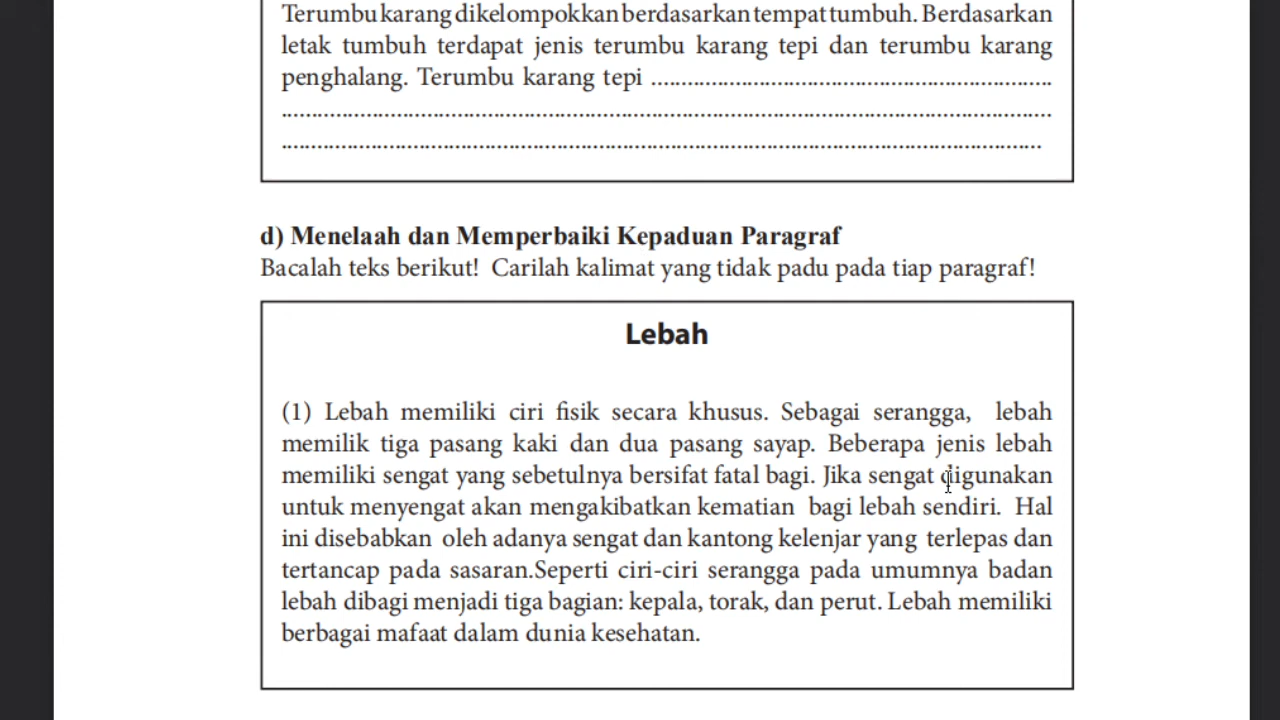 Terumbu karang dikelompokkan berdasarkan tempat tumbuh. Berdasarkan
letak tumbuh terdapat jenis terumbu karang tepi dan terumbu karang
penghalang. Terumbu karang tepi ..................................................................
................................................................................................................................
...............................................................................................................................
d) Menelaah dan Memperbaiki Kepaduan Paragraf
Bacalah teks berikut! Carilah kalimat yang tidak padu pada tiap paragraf!
Lebah
(1) Lebah memiliki ciri fisik secara khusus. Sebagai serangga, lebah
memilik tiga pasang kaki dan dua pasang sayap. Beberapa jenis lebah
memiliki sengat yang sebetulnya bersifat fatal bagi. Jika sengat digunakan
untuk menyengat akan mengakibatkan kematian bagi lebah sendiri. Hal
ini disebabkan oleh adanya sengat dan kantong kelenjar yang terlepas dan
tertancap pada sasaran.Seperti ciri-ciri serangga pada umumnya badan
lebah dibagi menjadi tiga bagian: kepala, torak, dan perut. Lebah memiliki
berbagai mafaat dalam dunia kesehatan.